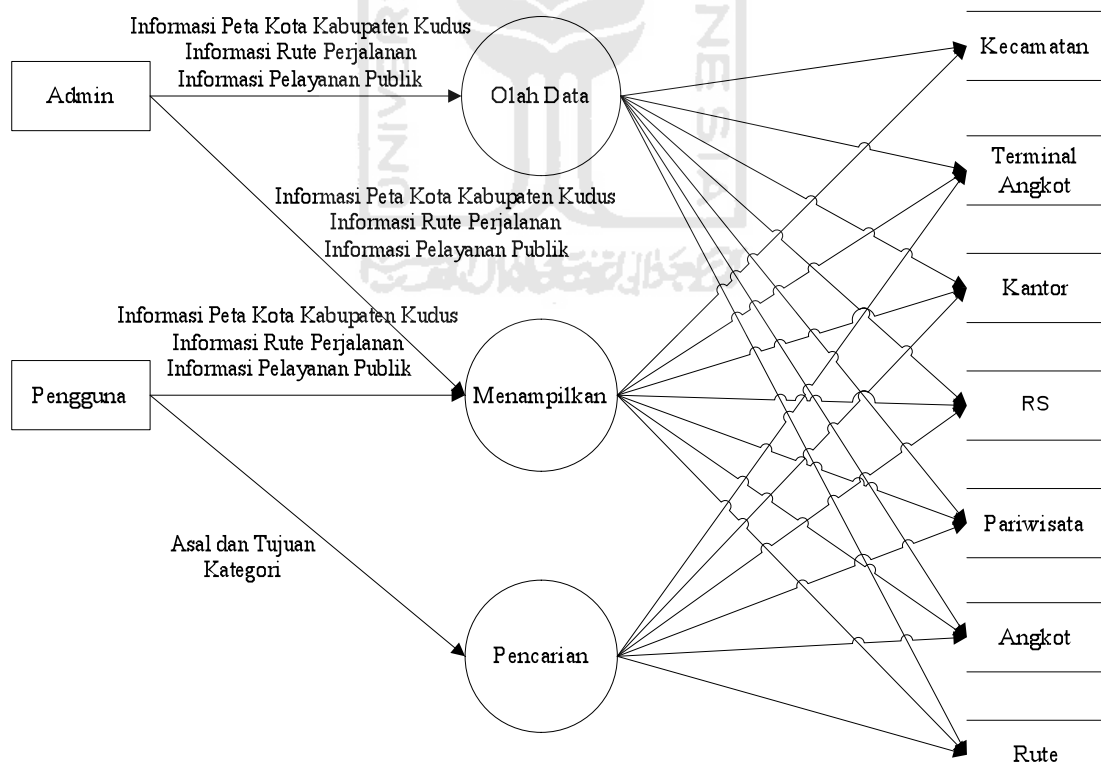 Informasi Peta Kota Kabupaten Kudus
Informasi Rute Perjalanan
Informasi Pelayanan Publik
Admin
Olah Data
Kecamatan
Terminal
Angkot
Informasi Peta Kota Kabupaten Kudus
Informasi Rute Perjalanan
Informasi Pelayanan Publik
Kantor
Informasi Peta Kota Kabupaten Kudus
Informasi Rute Perjalanan
Informasi Pelayanan Publik
Pengguna
Menampilkan
RS
Pariwisata
Asal dan Tujuan
Kategori
Pencarian
Angkot
Rute